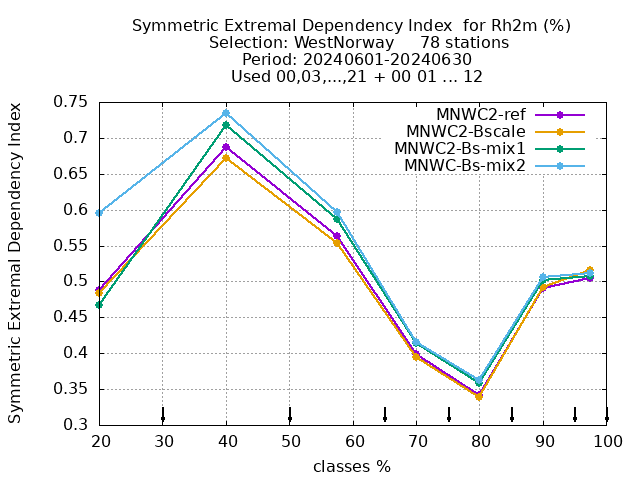 Symmetric Extremal Dependency Index  for Rh2m (%)
Selection: WestNorway     78 stations
Period: 20240601-20240630
Used 00,03,...,21 + 00 01 ... 12
Symmetric Extremal Dependency Index
0.75
0.7
0.65
0.6
0.55
0.5
0.45
0.4
0.35
0.3
MNWC2-ref
MNWC2-Bscale
MNWC2-Bs-mix1
MNWC-Bs-mix2
20 30 40 50 60 70 80 90 100
classes %